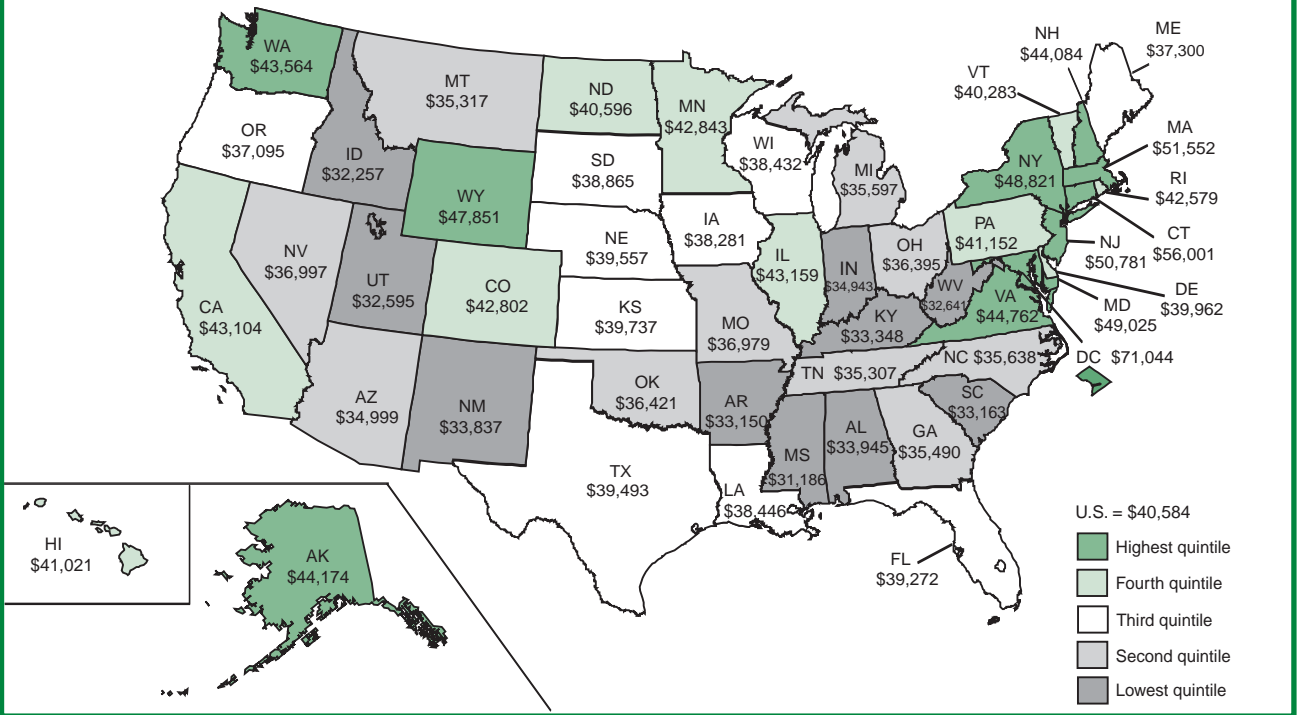 WA
$43,564
OR
$37,095
CA
$43,104
NV
$36,997
ID
$32,257
MT
$35,317
WY
$47,851
UT
$32,595
CO
$42,802
AZ
$34,999
NM
$33,837
ND
$40,596
SD
$38,865
NE
$39,557
KS
$39,737
OK
$36,421
TX
$39,493
MN
$42,843
IA
$38,281
MO
$36,979
AR
$33,150
LA
$38,446
WI
$38,432
IL
$43,159
MI
$35,597
IN
$34,943
OH
$36,395
KY
$33,348
TN $35,307
MS
$31,186
AL
$33,945
GA
$35,490
FL
$39,272
SC
$33,163
NC $35,638
WV
$32,641
VA
$44,762
PA
$41,152
NY
$48,821
VT
$40,283
NH
$44,084
ME
$37,300
MA
$51,552
RI
$42,579
CT
$56,001
NJ
$50,781
DE
$39,962
MD
$49,025
DC $71,044
HI
$41,021
AK
$44,174
U.S. = $40,584
Highest quintile
Fourth quintile
Third quintile
Second quintile
Lowest quintile